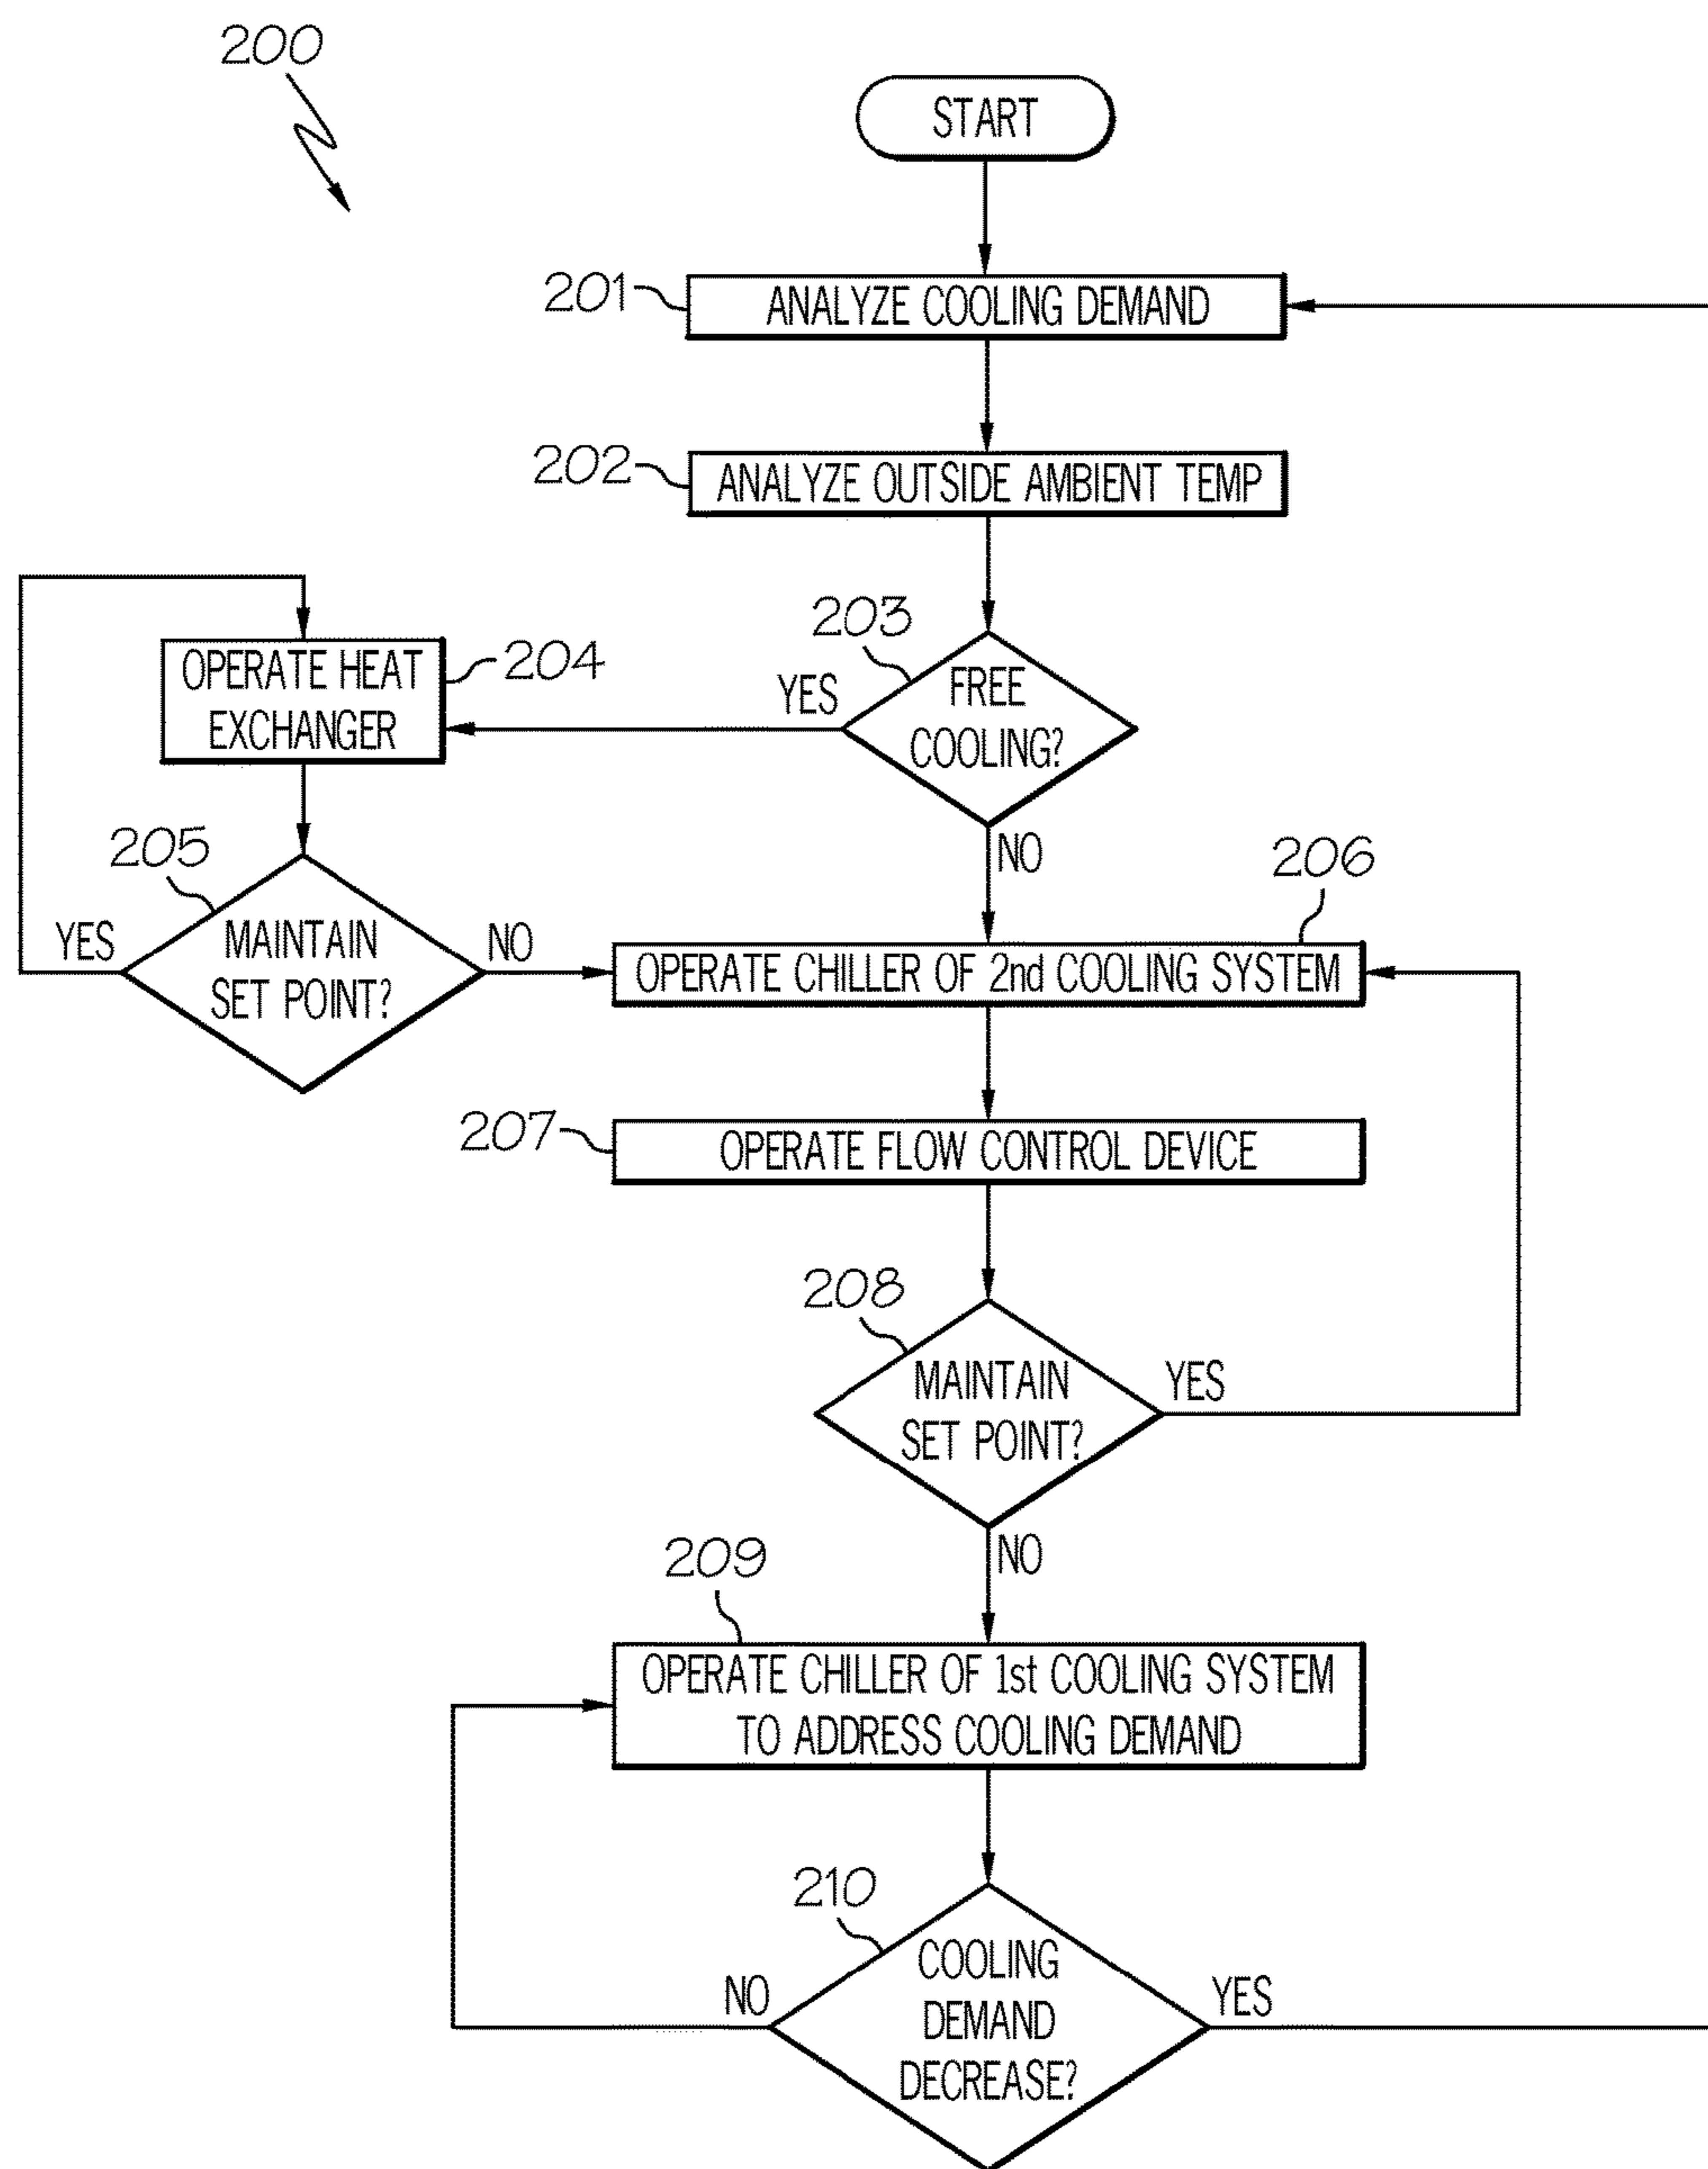 200
START
201
ANALYZE COOLING DEMAND
202
ANALYZE OUTSIDE AMBIENT TEMP
203
FREE
COOLING?
YES
NO
OPERATE HEAT
EXCHANGER
204
205
MAINTAIN
SET POINT?
YES
NO
206
OPERATE CHILLER OF 2nd COOLING SYSTEM
207
OPERATE FLOW CONTROL DEVICE
208
MAINTAIN
SET POINT?
YES
NO
209
OPERATE CHILLER OF 1st COOLING SYSTEM
TO ADDRESS COOLING DEMAND
210
COOLING
DEMAND
DECREASE?
NO
YES